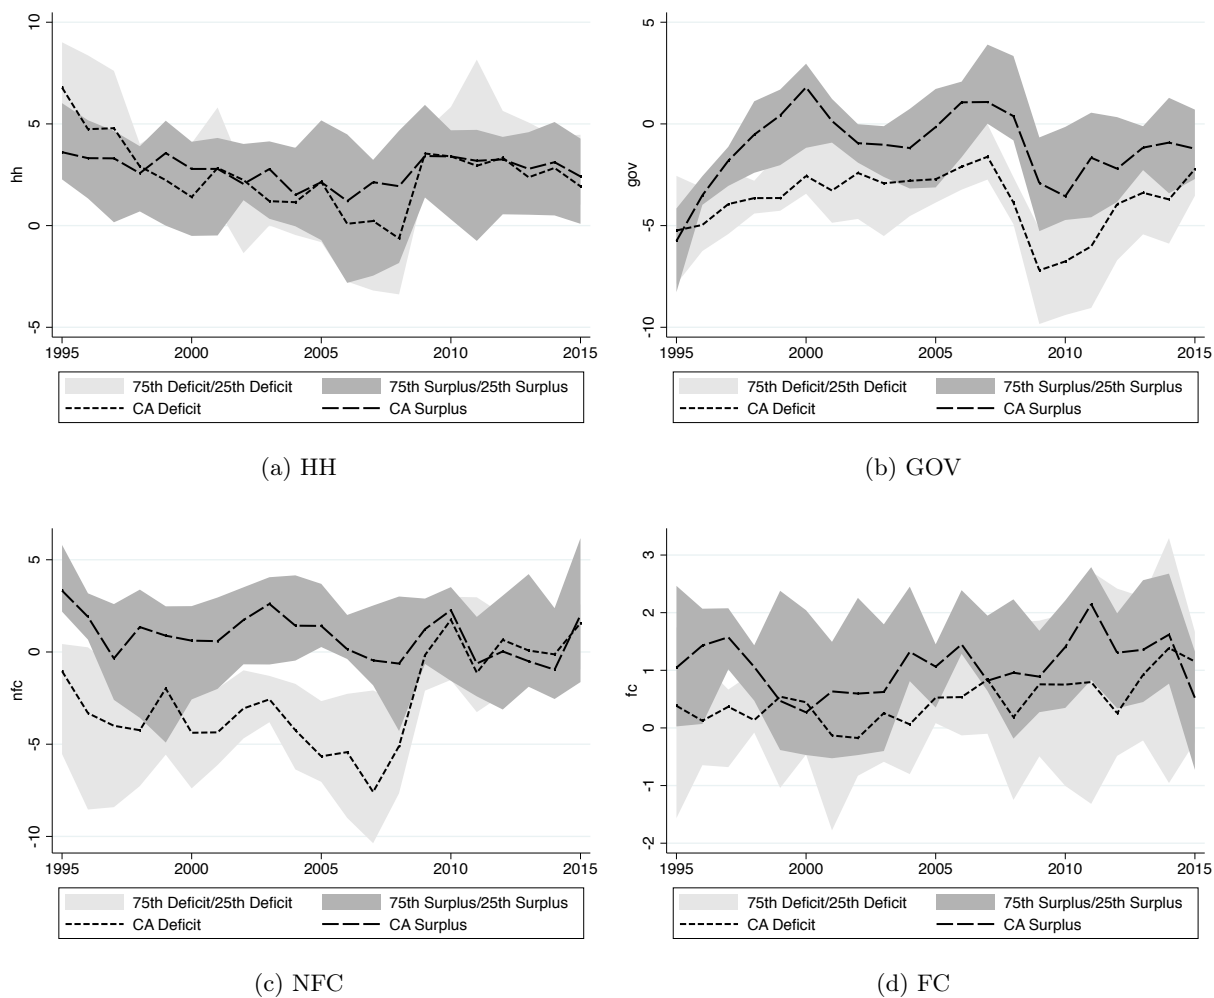 10
5
0
-5
hh
1995 2000 2005 2010 2015
75th Deficit/25th Deficit 75th Surplus/25th Surplus
CA Deficit CA Surplus
(a) HH
5
0
-5
-10
gov
1995 2000 2005 2010 2015
75th Deficit/25th Deficit 75th Surplus/25th Surplus
CA Deficit CA Surplus
(b) GOV
5
0
-5
-10
nfc
1995 2000 2005 2010 2015
75th Deficit/25th Deficit 75th Surplus/25th Surplus
CA Deficit CA Surplus
(c) NFC
3
2
1
0
-1
-2
fc
1995 2000 2005 2010 2015
75th Deficit/25th Deficit 75th Surplus/25th Surplus
CA Deficit CA Surplus
(d) FC